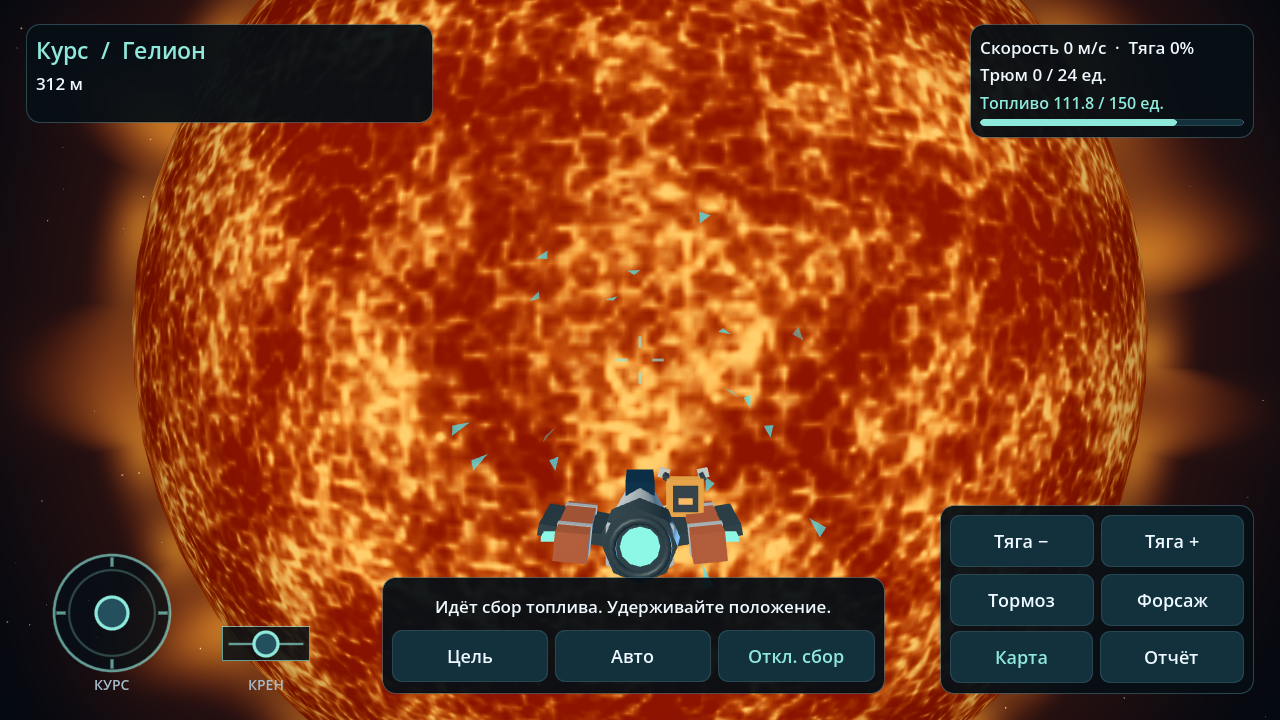 Курс / Гелион
312 м
Скорость 0 м/с · Тяга 0%
Трюм 0 / 24 ед.
Топливо 111.8 / 150 ед.
Идёт сбор топлива. Удерживайте положение.
Цель
Авто
Откл. сбор
Тяга −
Тяга +
Тормоз
Форсаж
Карта
Отчёт
КУРС
КРЕН